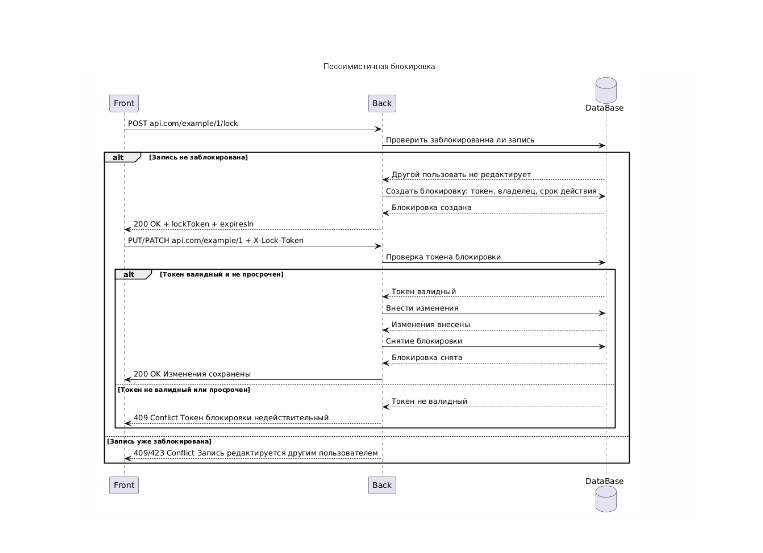 Пессимистичная блокировка
Front
Back
DataBase
POST api.com/example/1/lock
Проверить заблокированна ли запись
alt
[Запись не заблокирована]
Другой пользовать не редактирует
Создать блокировку: токен, владелец, срок действия
Блокировка создана
200 OK + lockToken + expiresIn
PUT/PATCH api.com/example/1 + X-Lock-Token
Проверка токена блокировки
alt
[Токен валидный и не просрочен]
Токен валидный
Внести изменения
Изменения внесены
Снятие блокировки
Блокировка снята
200 OK Изменения сохранены
[Токен не валидный или просрочен]
Токен не валидный
409 Conflict Токен блокировки недействительный
[Запись уже заблокирована]
409/423 Conflict Запись редактируется другим пользователем
Front
Back
DataBase